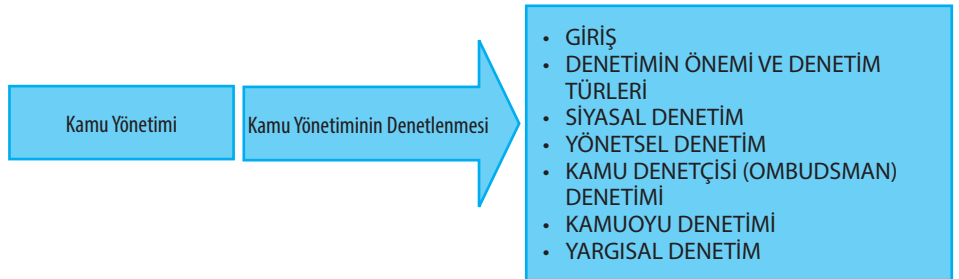 Kamu Yönetimi
Kamu Yönetiminin Denetlenmesi
• GİRİŞ
• DENETİMİN ÖNEMİ VE DENETİM
TÜRLERİ
• SİYASAL DENETİM
• YÖNETSEL DENETİM
• KAMU DENETÇİSİ (OMBUDSMAN)
DENETİMİ
• KAMUOYU DENETİMİ
• YARGISAL DENETİM